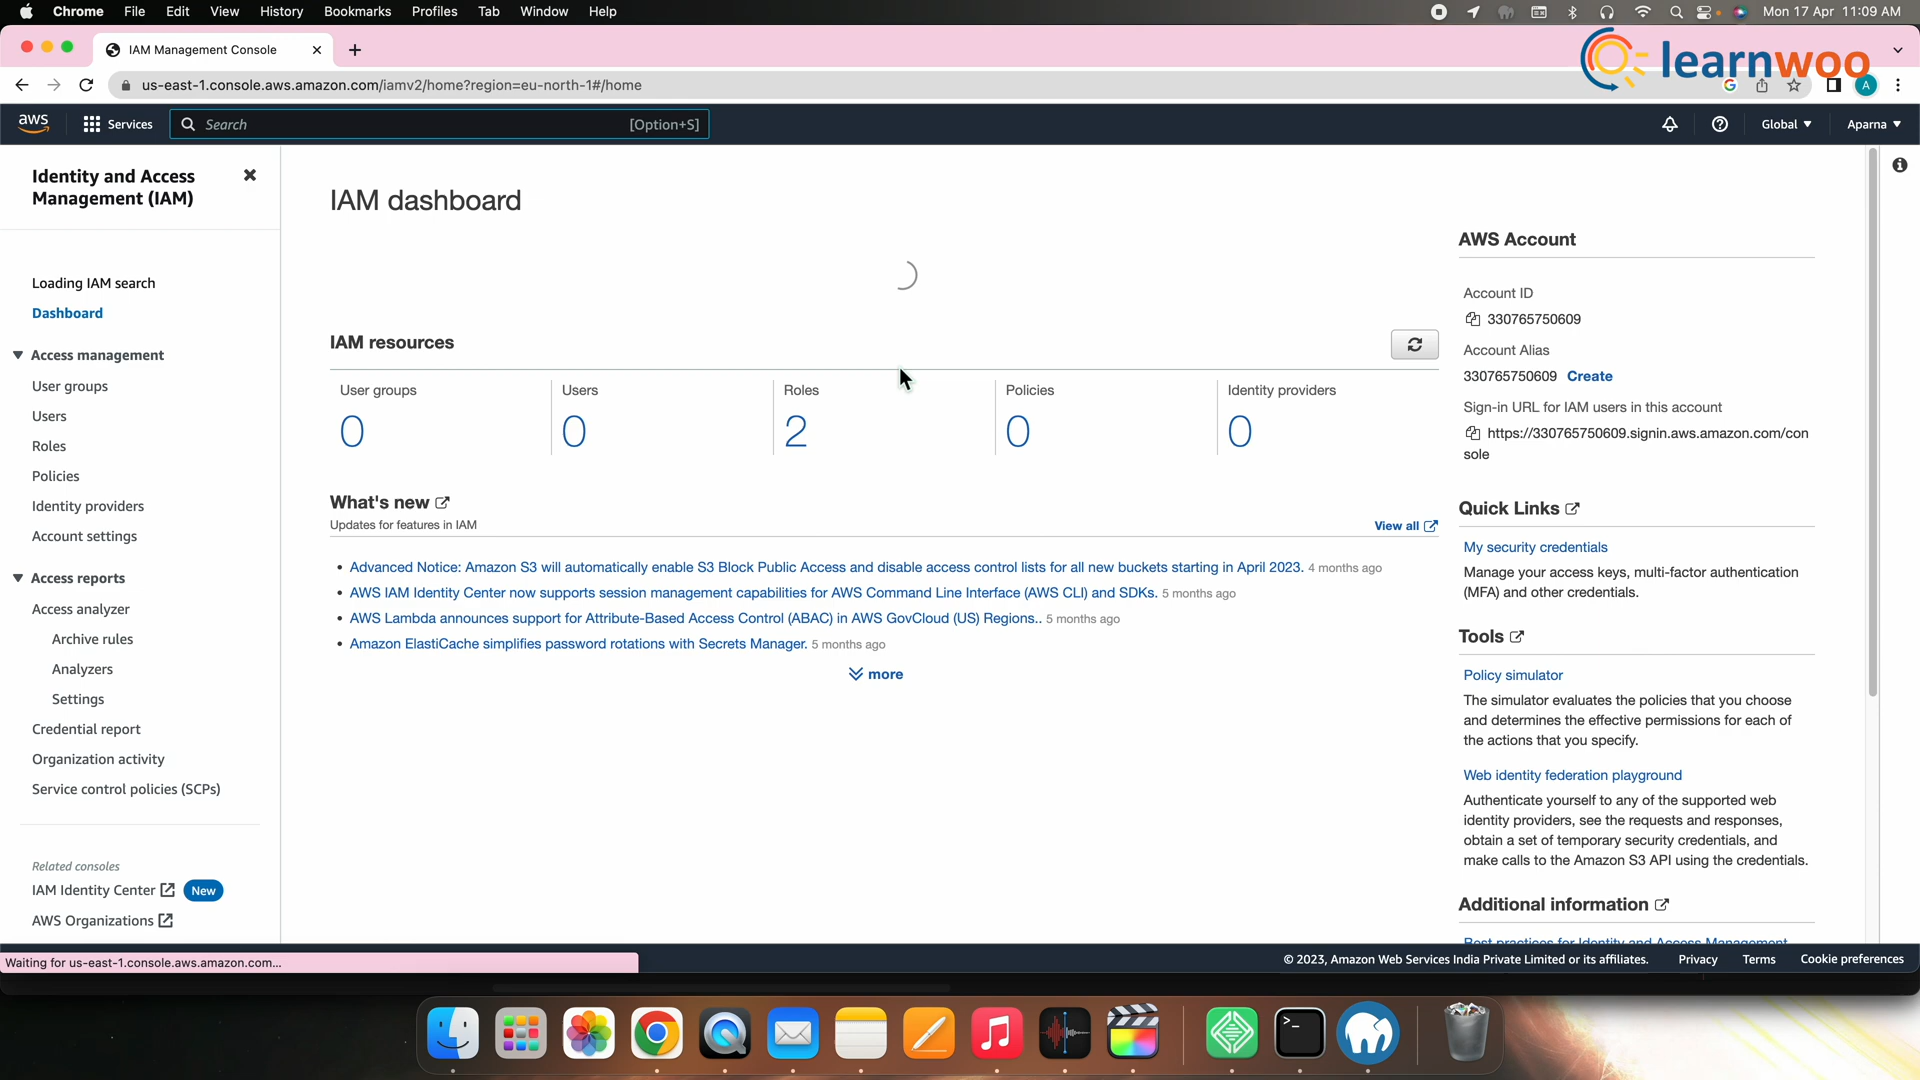 Chrome File Edit View History Bookmarks Profiles Tab Window Help
Mon 17 Apr 11:09 AM
IAM Management Console
learnwoo
us-east-1.console.aws.amazon.com/iamv2/home?region=eu-north-1#/home
A
aws
Services
Search
[Option+S]
Global
Aparna
Identity and Access
Management (IAM)
Loading IAM search
Dashboard
Access management
User groups
Users
Roles
Policies
Identity providers
Account settings
Access reports
Access analyzer
Archive rules
Analyzers
Settings
Credential report
Organization activity
Service control policies (SCPs)
Related consoles
IAM Identity Center New
AWS Organizations
IAM dashboard
IAM resources
User groups
0
Users
0
Roles
2
Policies
0
Identity providers
0
What's new
Updates for features in IAM
View all
• Advanced Notice: Amazon S3 will automatically enable S3 Block Public Access and disable access control lists for all new buckets starting in April 2023. 4 months ago
• AWS IAM Identity Center now supports session management capabilities for AWS Command Line Interface (AWS CLI) and SDKs. 5 months ago
• AWS Lambda announces support for Attribute-Based Access Control (ABAC) in AWS GovCloud (US) Regions.. 5 months ago
• Amazon ElastiCache simplifies password rotations with Secrets Manager. 5 months ago
more
AWS Account
Account ID
330765750609
Account Alias
330765750609 Create
Sign-in URL for IAM users in this account
https://330765750609.signin.aws.amazon.com/con
sole
Quick Links
My security credentials
Manage your access keys, multi-factor authentication
(MFA) and other credentials.
Tools
Policy simulator
The simulator evaluates the policies that you choose
and determines the effective permissions for each of
the actions that you specify.
Web identity federation playground
Authenticate yourself to any of the supported web
identity providers, see the requests and responses,
obtain a set of temporary security credentials, and
make calls to the Amazon S3 API using the credentials.
Additional information
Best practices for Identity and Access Management
Waiting for us-east-1.console.aws.amazon.com...
© 2023, Amazon Web Services India Private Limited or its affiliates.
Privacy
Terms
Cookie preferences